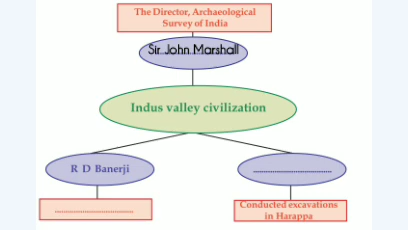 The Director, Archaeological
Survey of India
Sir John Marshall
Indus valley civilization
R D Banerji
................................
................................
Conducted excavations
in Harappa